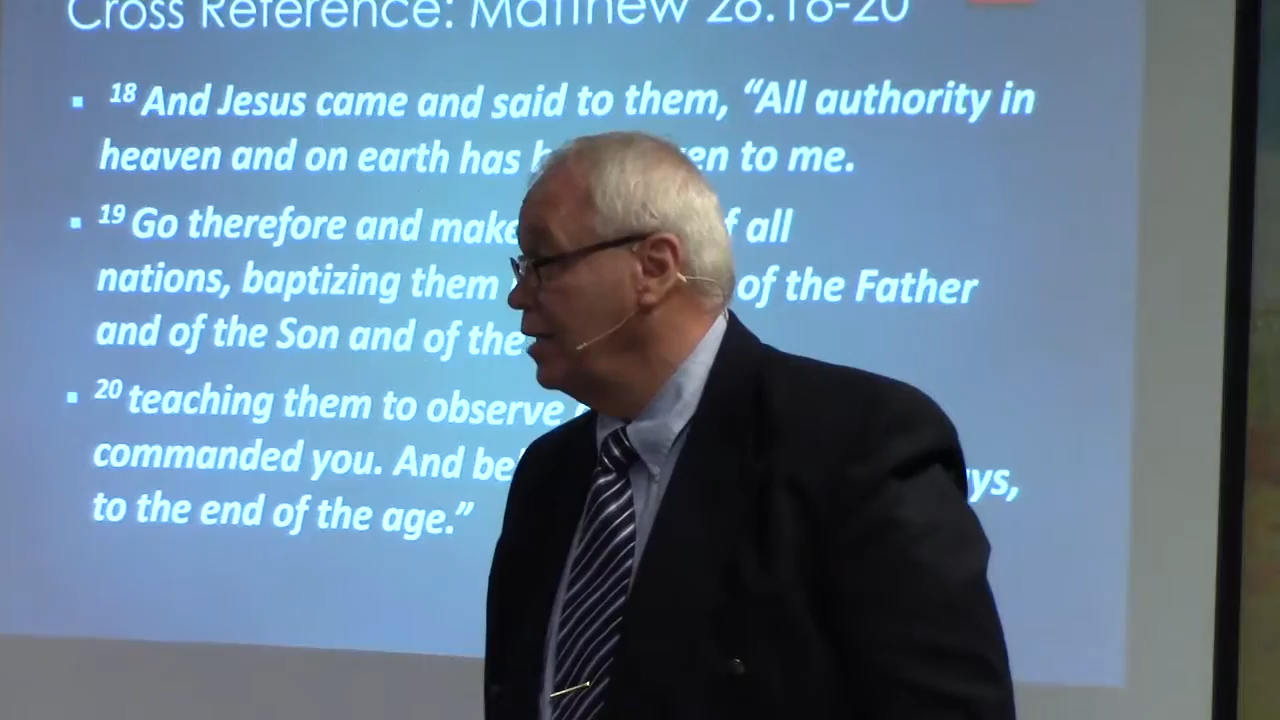 Cross Reference: Matthew 28:18-20
18 And Jesus came and said to them, “All authority in
heaven and on earth has to me.
19 Go therefore and make all
nations, baptizing them of the Father
and of the Son and of the
20 teaching them to observe
commanded you. And
to the end of the age.”